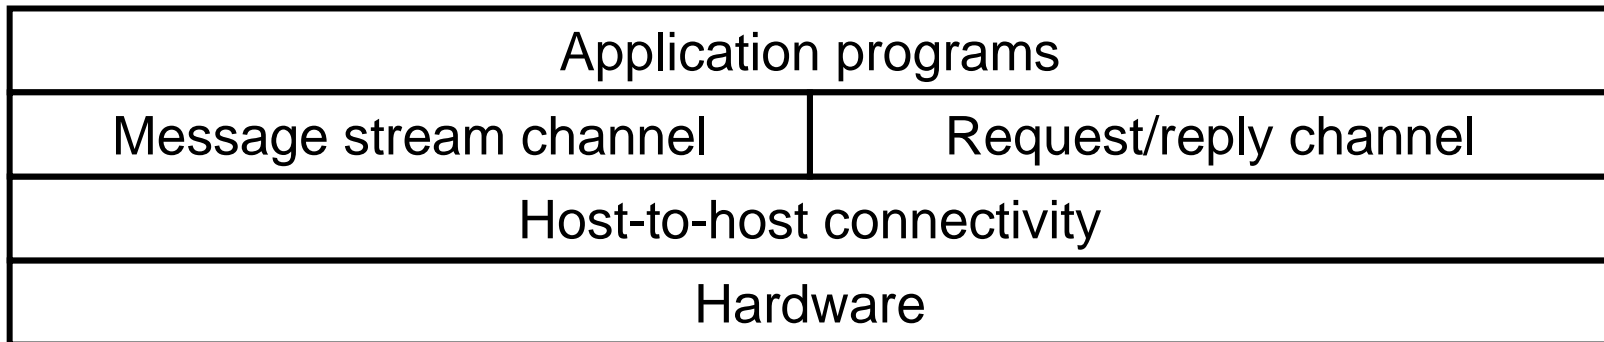 Application programs
Message stream channel Request/reply channel
Host-to-host connectivity
Hardware